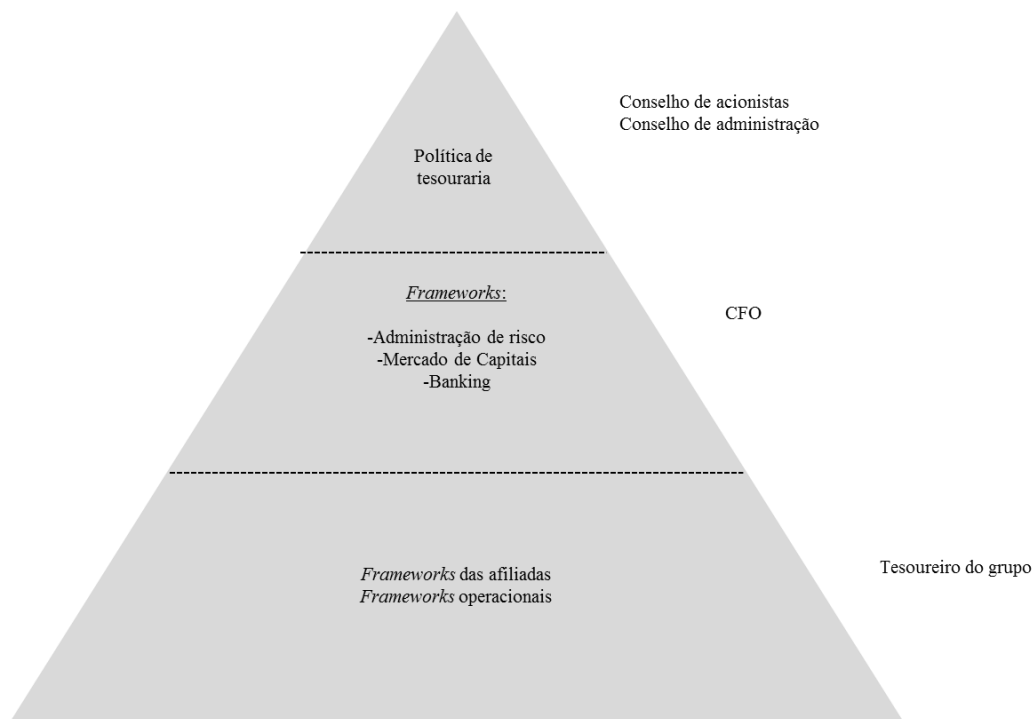 Conselho de acionistas
Conselho de administração
Política de
tesouraria
Frameworks:
CFO
-Administração de risco
-Mercado de Capitais
-Banking
Tesoureiro do grupo
Frameworks das afiliadas
Frameworks operacionais